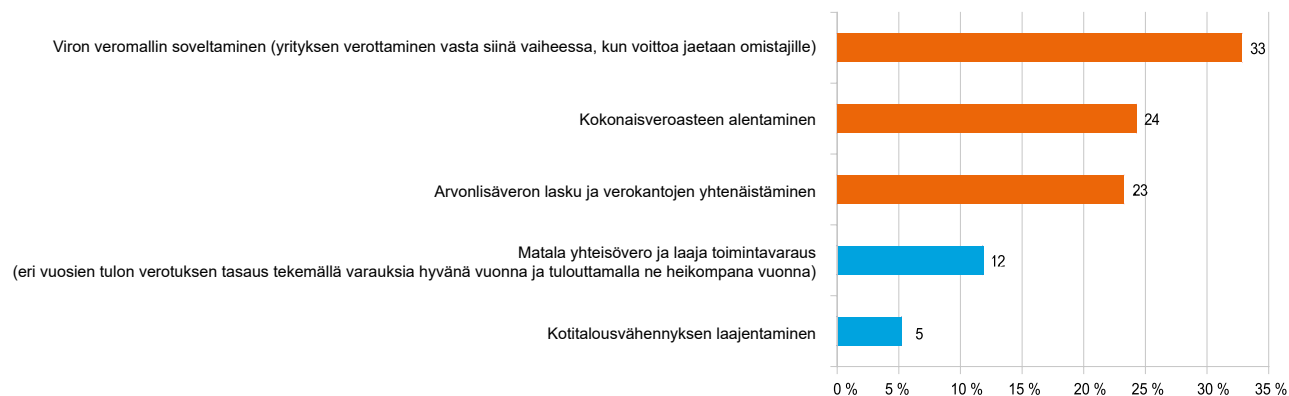 Viron veromallin soveltaminen (yrityksen verottaminen vasta siinä vaiheessa, kun voittoa jaetaan omistajille)
33
Kokonaisveroasteen alentaminen
24
Arvonlisäveron lasku ja verokantojen yhtenäistäminen
23
Matala yhteisövero ja laaja toimintavaraus
(eri vuosien tulon verotuksen tasaus tekemällä varauksia hyvänä vuonna ja tulouttamalla ne heikompana vuonna)
12
Kotitalousvähennyksen laajentaminen
5
0 % 5 % 10 % 15 % 20 % 25 % 30 % 35 %